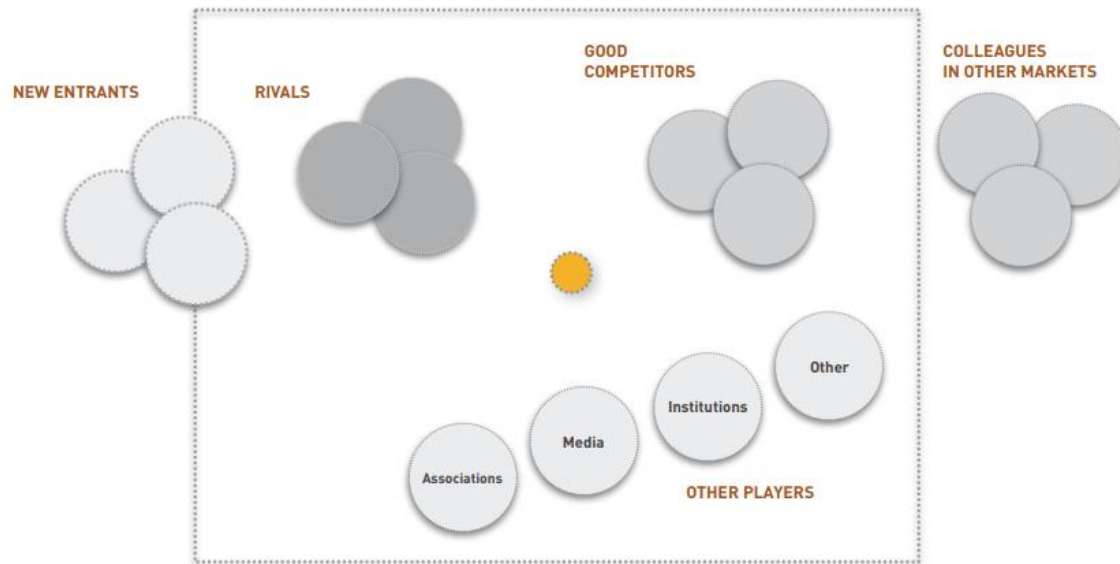 NEW ENTRANTS
RIVALS
GOOD
COMPETITORS
COLLEAGUES
IN OTHER MARKETS
Other
Institutions
Media
Associations
OTHER PLAYERS